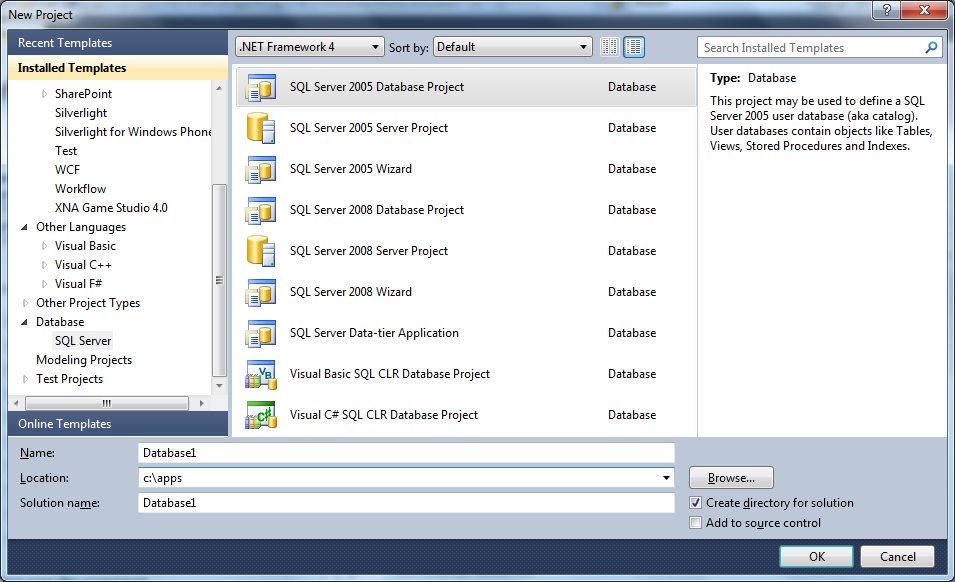 New Project
Recent Templates
Installed Templates
SharePoint
Silverlight
Silverlight for Windows Phone
Test
WCF
Workflow
XNA Game Studio 4.0
Other Languages
Visual Basic
Visual C++
Visual F#
Other Project Types
Database
SQL Server
Modeling Projects
Test Projects
Online Templates
.NET Framework 4 Sort by: Default
SQL Server 2005 Database Project Database
SQL Server 2005 Server Project Database
SQL Server 2005 Wizard Database
SQL Server 2008 Database Project Database
SQL Server 2008 Server Project Database
SQL Server 2008 Wizard Database
SQL Server Data-tier Application Database
Visual Basic SQL CLR Database Project Database
Visual C# SQL CLR Database Project Database
Search Installed Templates
Type: Database
This project may be used to define a SQL
Server 2005 user database (aka catalog).
User databases contain objects like Tables,
Views, Stored Procedures and Indexes.
Name: Database1
Location: c:\apps Browse...
Solution name: Database1
Create directory for solution
Add to source control
OK Cancel